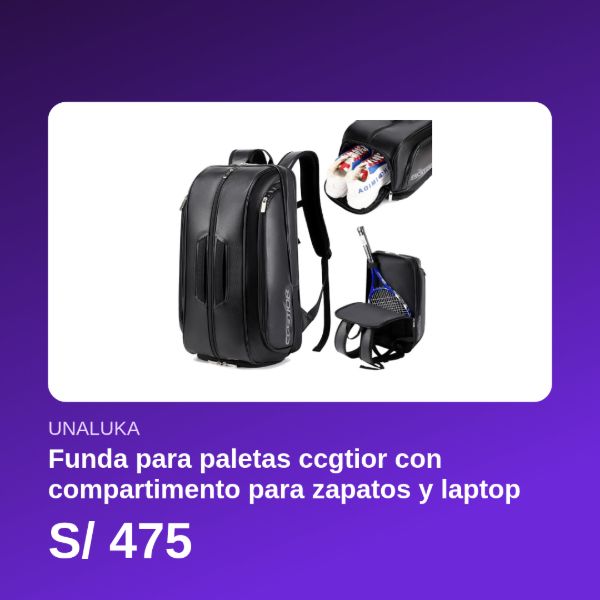 UNALUKA
Funda para paletas ccgtior con
compartimento para zapatos y laptop
S/ 475